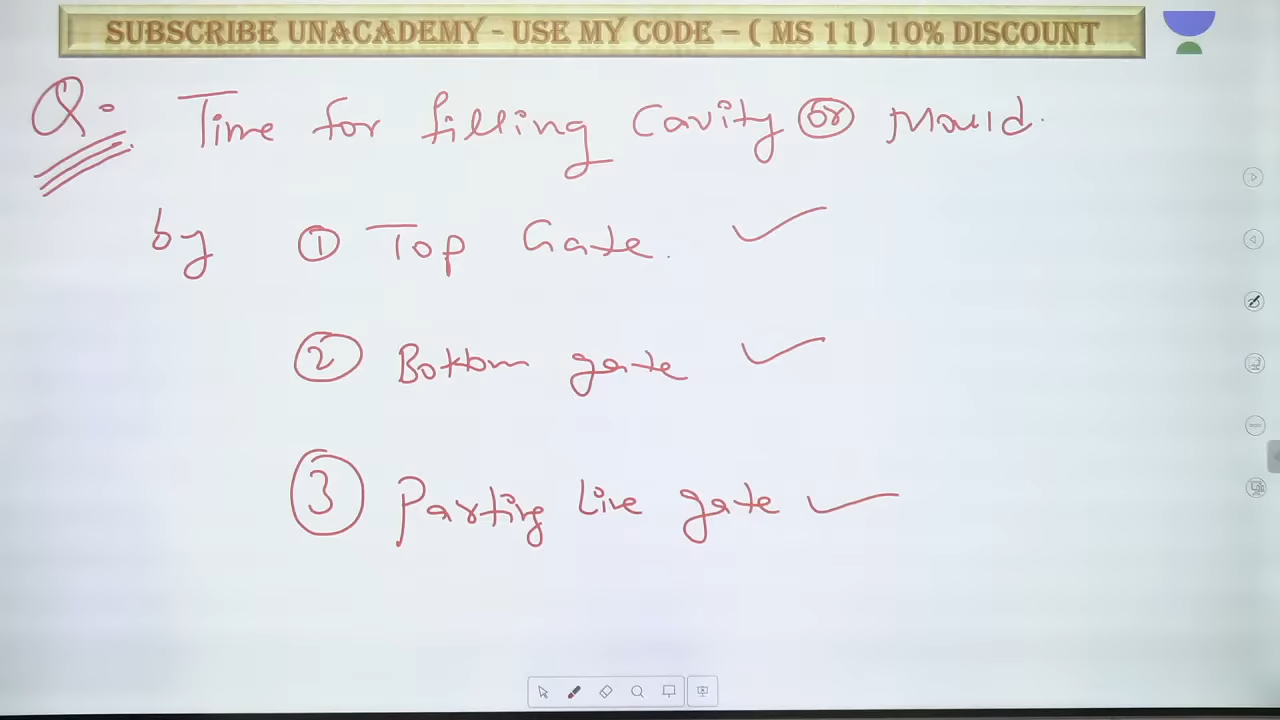 SUBSCRIBE UNACADEMY - USE MY CODE – ( MS 11) 10% DISCOUNT
Q. Time for filling Cavity or Mould.
by ① Top Gate.
② Bottom gate
③ Parting Line gate